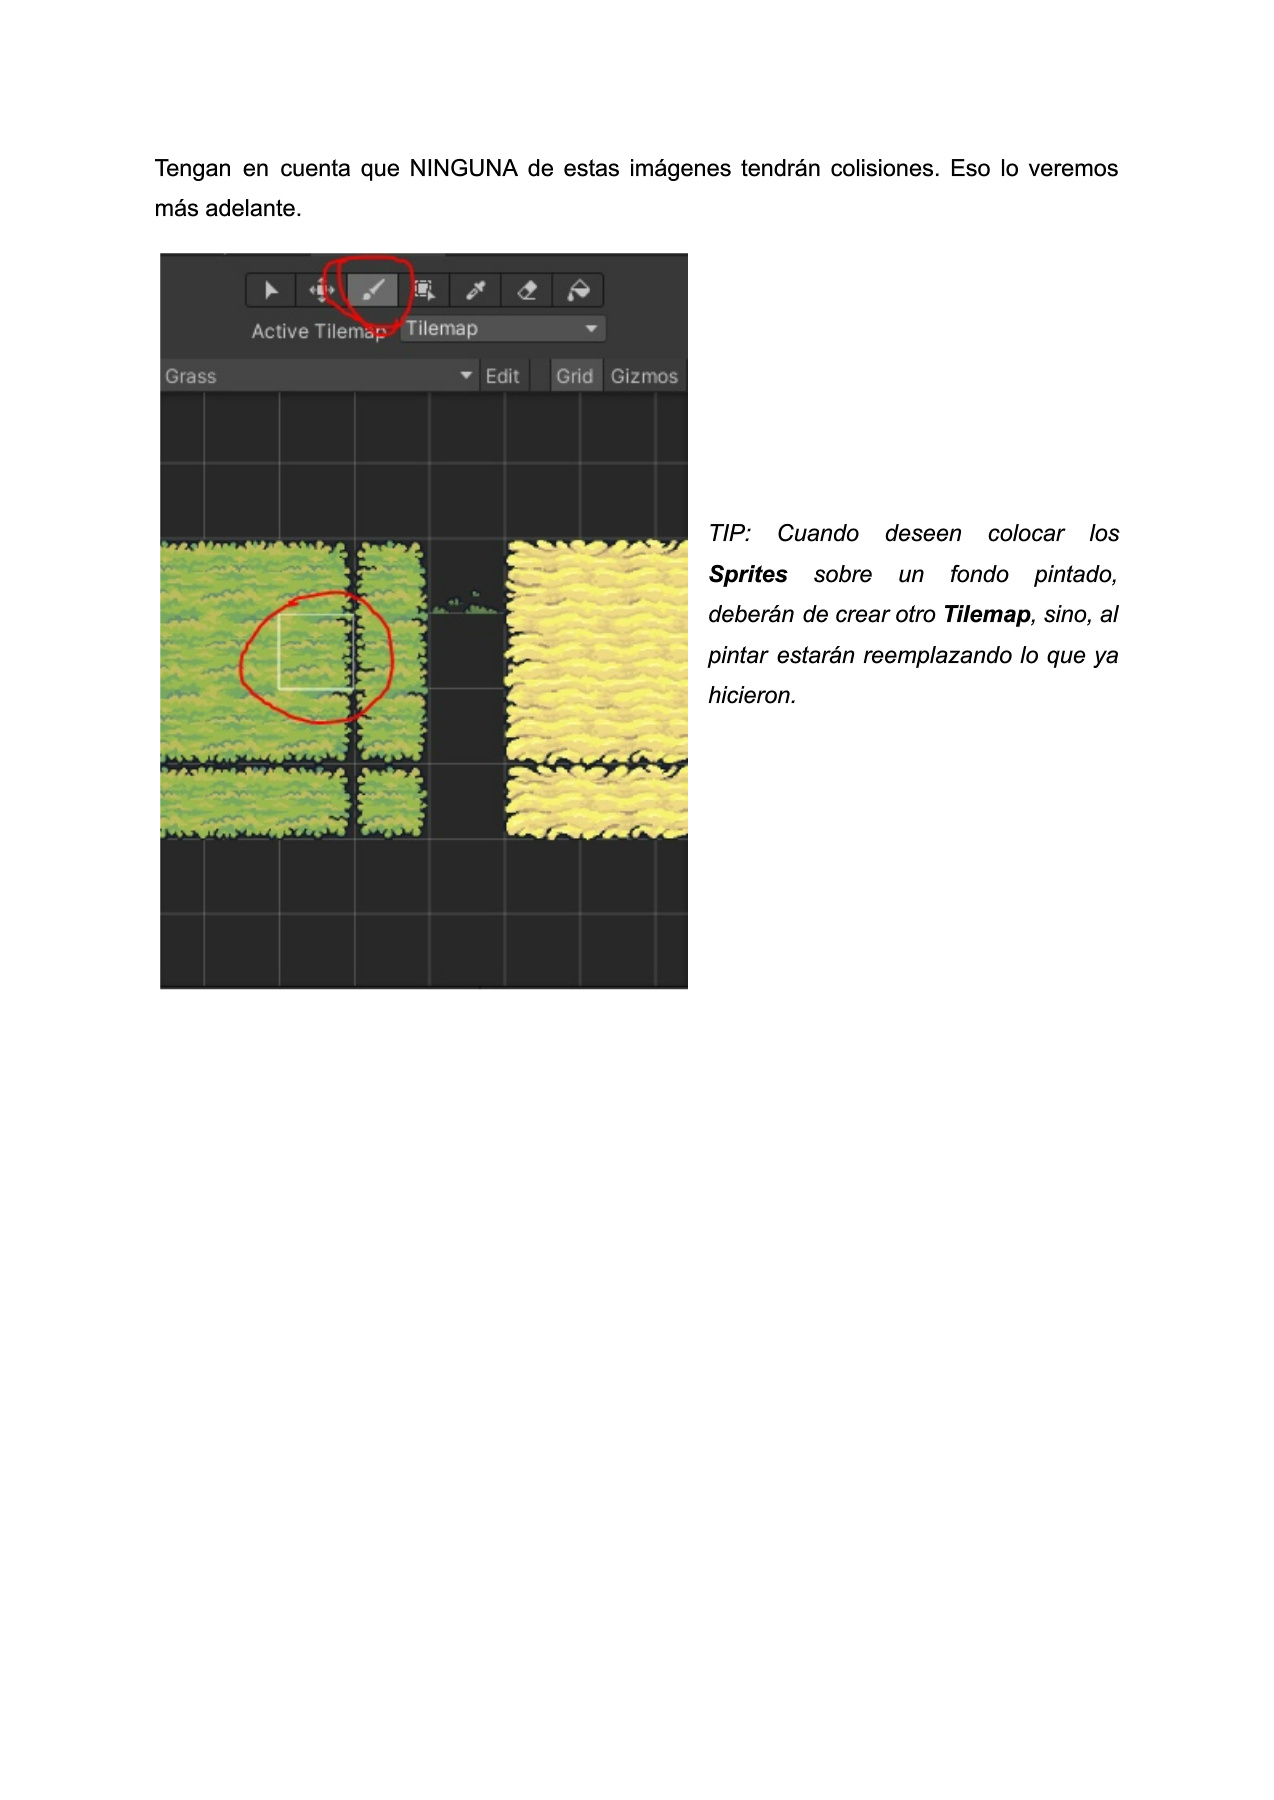 Tengan en cuenta que NINGUNA de estas imágenes tendrán colisiones. Eso lo veremos
más adelante.
Active Tilemap Tilemap
Grass Edit Grid Gizmos
TIP: Cuando deseen colocar los
Sprites sobre un fondo pintado,
deberán de crear otro Tilemap, sino, al
pintar estarán reemplazando lo que ya
hicieron.